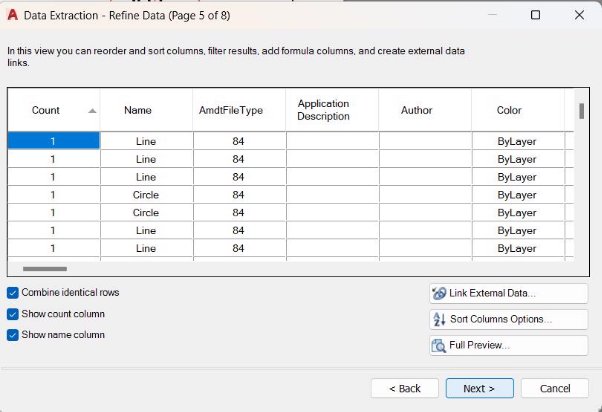 A Data Extraction - Refine Data (Page 5 of 8)
In this view you can reorder and sort columns, filter results, add formula columns, and create external data
links.
Count Name AmdtFileType Application Description Author Color
1 Line 84 ByLayer
1 Line 84 ByLayer
1 Line 84 ByLayer
1 Circle 84 ByLayer
1 Circle 84 ByLayer
1 Line 84 ByLayer
1 Line 84 ByLayer
Combine identical rows
Link External Data...
Show count column
Sort Columns Options...
Show name column
Full Preview...
< Back Next > Cancel